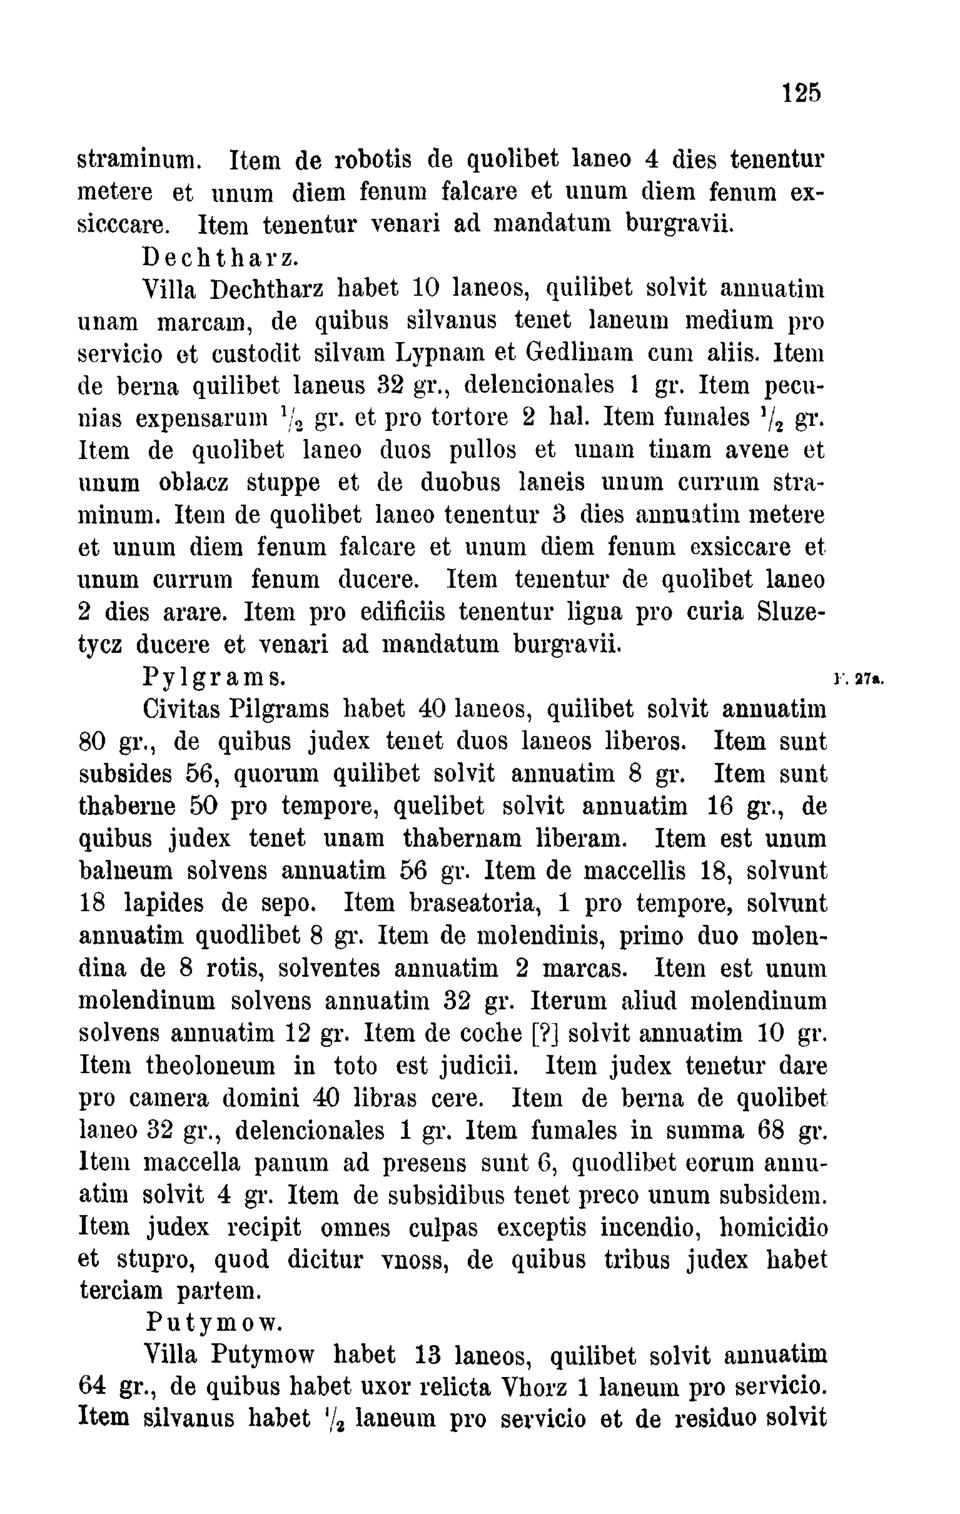 125
straminum. Item de robotis de quolibet laneo 4 dies tenentur
metere et unum diem fenum falcare et unum diem fenum ex-
sicccare. Item tenentur venari ad mandatum burgravii.
Dechtharz.
Villa Dechtharz habet 10 laneos, quilibet solvit annuatim
unam marcam, de quibus silvanus tenet laneum medium pro
servicio et custodit silvam Lypnam et Gedlinam cum aliis. Item
de berna quilibet laneus 32 gr., delencionales 1 gr. Item pecu-
nias expensarum 1/2 gr. et pro tortore 2 hal. Item fumales 1/2 gr.
Item de quolibet laneo duos pullos et unam tinam avene et
unum oblacz stuppe et de duobus laneis unum currum stra-
minum. Item de quolibet laneo tenentur 3 dies annuatim metere
et unum diem fenum falcare et unum diem fenum exsiccare et
unum currum fenum ducere. Item tenentur de quolibet laneo
2 dies arare. Item pro edificiis tenentur ligna pro curia Sluze-
tycz ducere et venari ad mandatum burgravii.
Pylgrams. F. 27a.
Civitas Pilgrams habet 40 laneos, quilibet solvit annuatim
80 gr., de quibus judex tenet duos laneos liberos. Item sunt
subsides 56, quorum quilibet solvit annuatim 8 gr. Item sunt
thaberne 50 pro tempore, quelibet solvit annuatim 16 gr., de
quibus judex tenet unam thabernam liberam. Item est unum
balneum solvens annuatim 56 gr. Item de maccellis 18, solvunt
18 lapides de sepo. Item braseatoria, 1 pro tempore, solvunt
annuatim quodlibet 8 gr. Item de molendinis, primo duo molen-
dina de 8 rotis, solventes annuatim 2 marcas. Item est unum
molendinum solvens annuatim 32 gr. Iterum aliud molendinum
solvens annuatim 12 gr. Item de coche [?] solvit annuatim 10 gr.
Item theoloneum in toto est judicii. Item judex tenetur dare
pro camera domini 40 libras cere. Item de berna de quolibet
laneo 32 gr., delencionales 1 gr. Item fumales in summa 68 gr.
Item maccella panum ad presens sunt 6, quodlibet eorum annu-
atim solvit 4 gr. Item de subsidibus tenet preco unum subsidem.
Item judex recipit omnes culpas exceptis incendio, homicidio
et stupro, quod dicitur vnoss, de quibus tribus judex habet
terciam partem.
Putymow.
Villa Putymow habet 13 laneos, quilibet solvit annuatim
64 gr., de quibus habet uxor relicta Vhorz 1 laneum pro servicio.
Item silvanus habet 1/2 laneum pro servicio et de residuo solvit